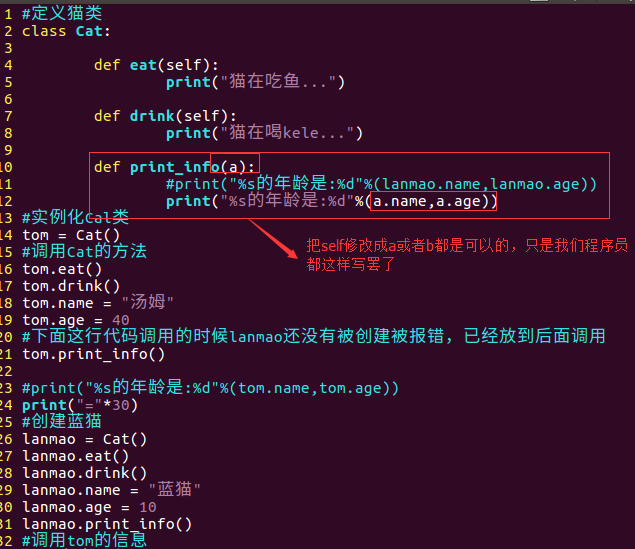 1 #定义猫类
2 class Cat:
3
4 def eat(self):
5 print("猫在吃鱼...")
6
7 def drink(self):
8 print("猫在喝kele...")
9
10 def print_info(a):
11 #print("%s的年龄是:%d"%(lanmao.name,lanmao.age))
12 print("%s的年龄是:%d"%(a.name,a.age))
13 #实例化Cal类
14 tom = Cat()
15 #调用Cat的方法
16 tom.eat()
17 tom.drink()
18 tom.name = "汤姆"
19 tom.age = 40
20 #下面这行代码调用的时候lanmao还没有被创建被报错，已经放到后面调用
21 tom.print_info()
22
23 #print("%s的年龄是:%d"%(tom.name,tom.age))
24 print("="*30)
25 #创建蓝猫
26 lanmao = Cat()
27 lanmao.eat()
28 lanmao.drink()
29 lanmao.name = "蓝猫"
30 lanmao.age = 10
31 lanmao.print_info()
32 #调用tom的信息
把self修改成a或者b都是可以的，只是我们程序员
都这样写罢了